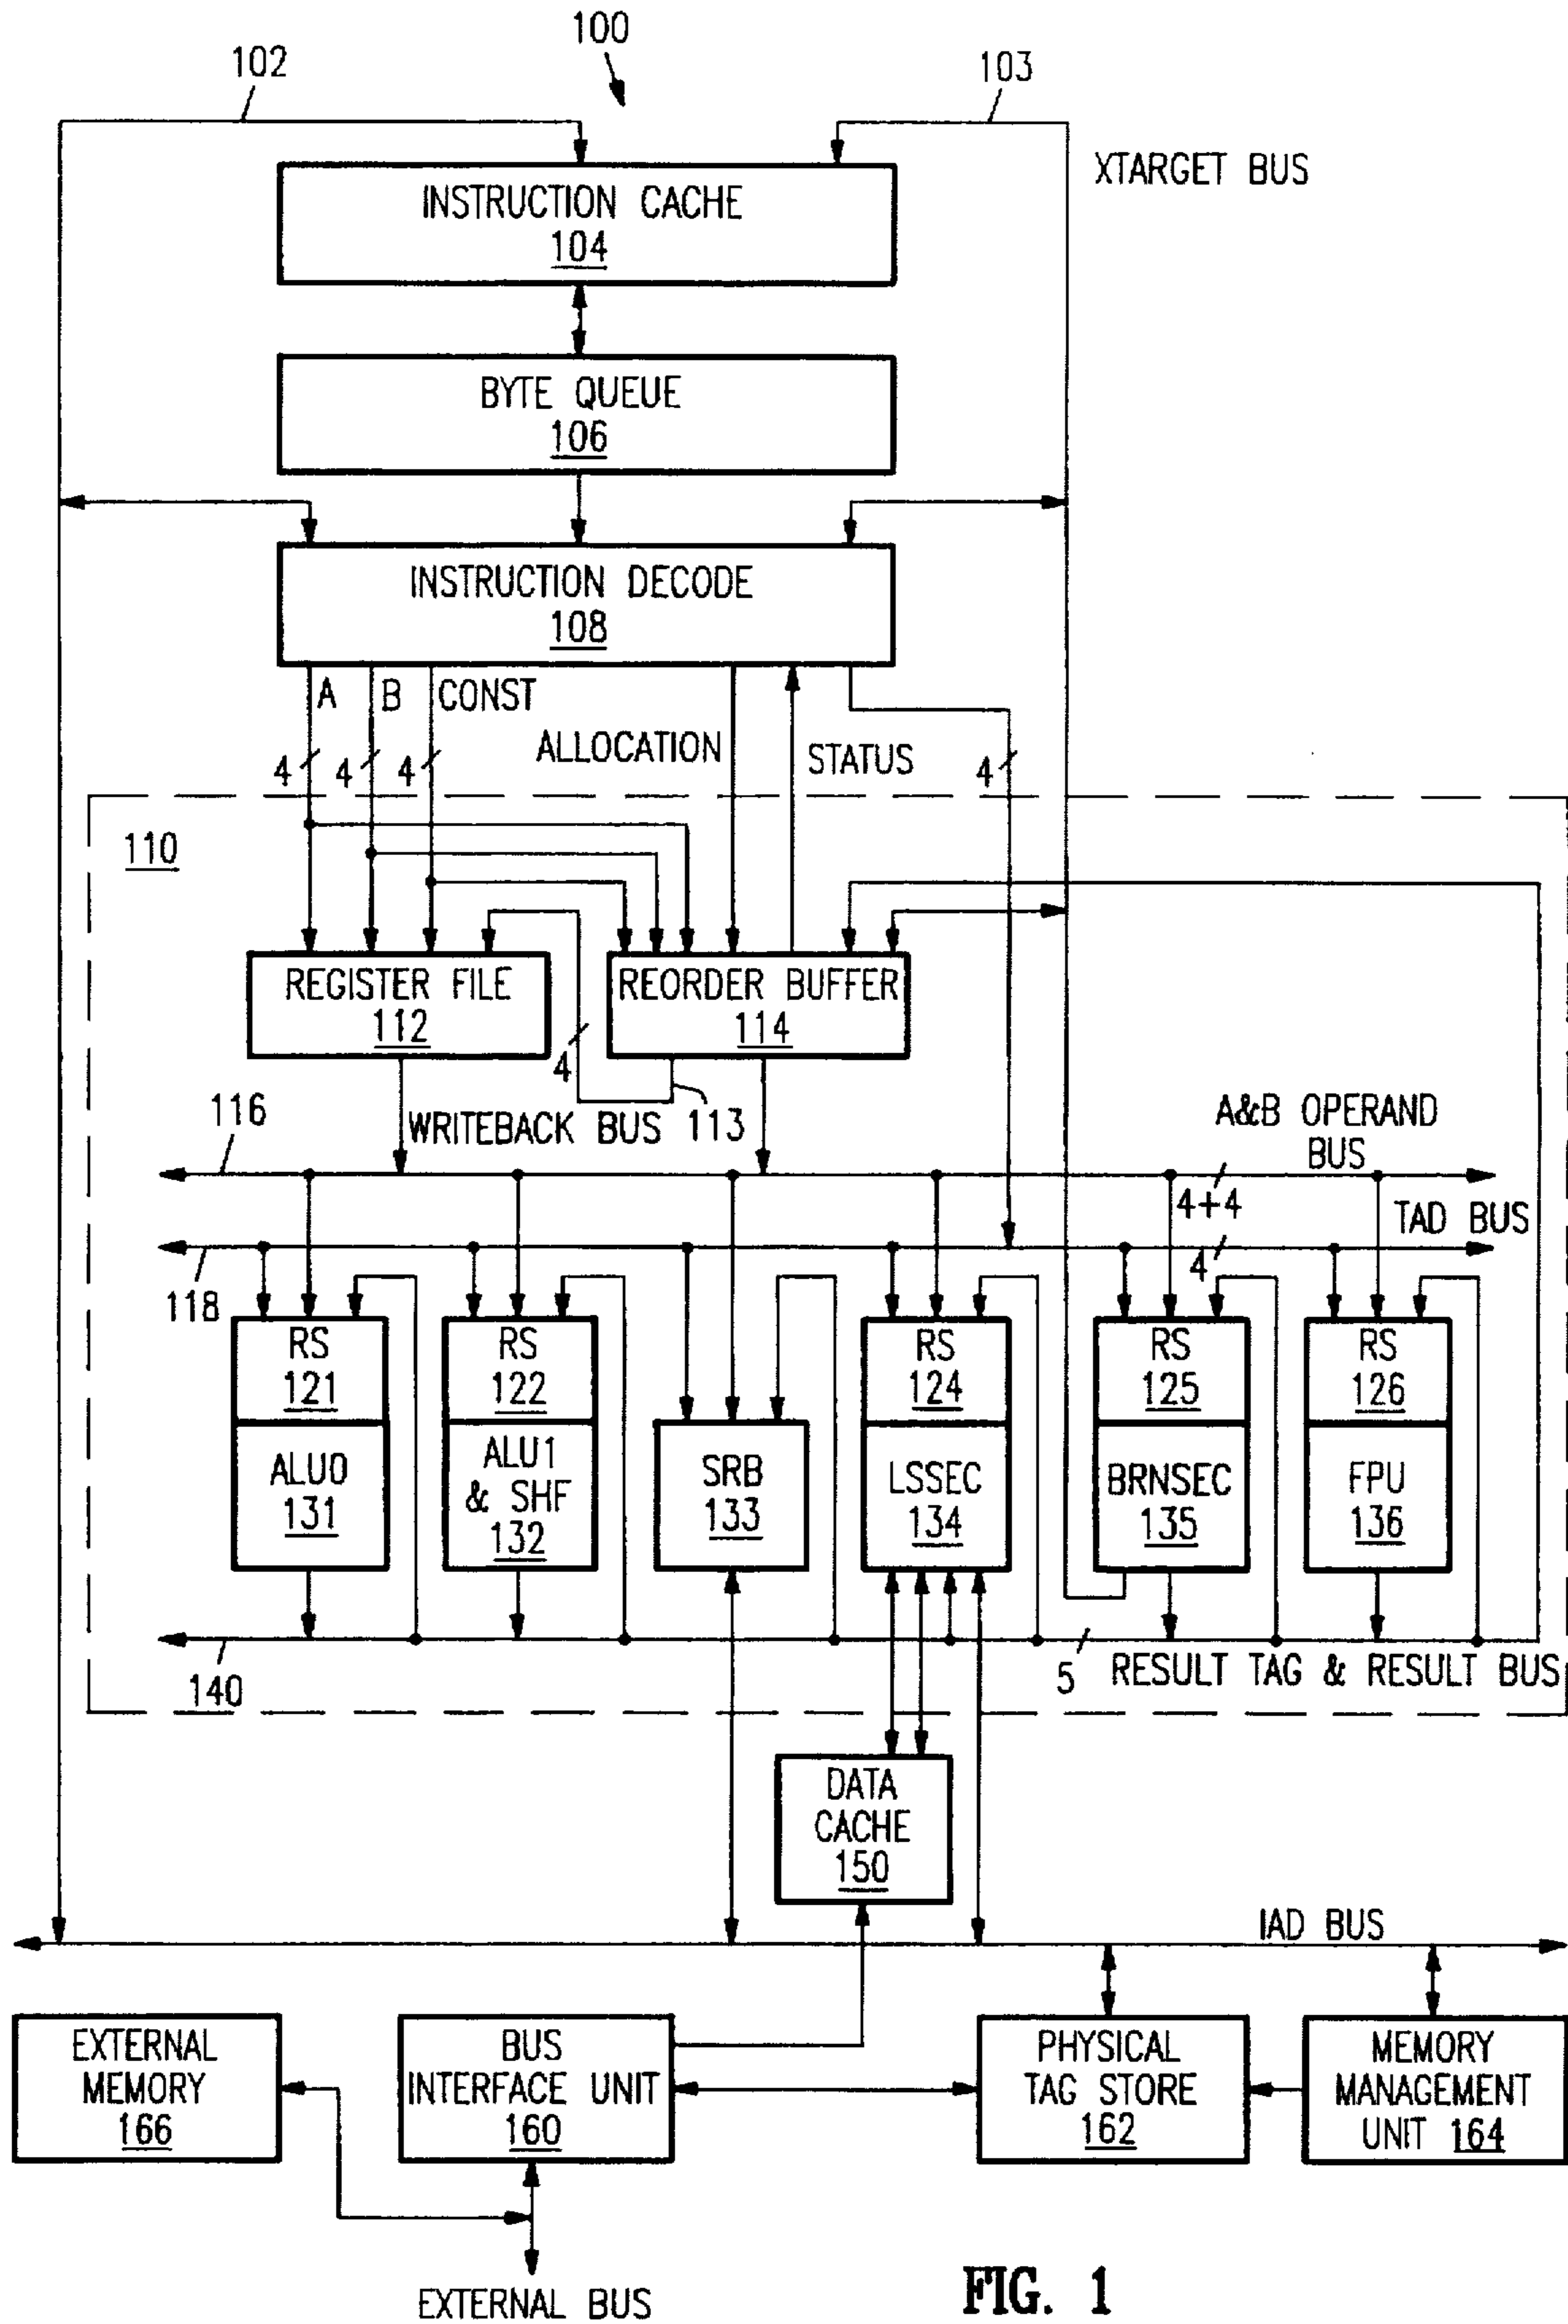 100
102
103
XTARGET BUS
INSTRUCTION CACHE
104
BYTE QUEUE
106
INSTRUCTION DECODE
108
A
B
CONST
ALLOCATION
STATUS
4
4
4
4
110
REGISTER FILE
112
REORDER BUFFER
114
4
WRITEBACK BUS 113
116
A&B OPERAND
BUS
4+4
TAD BUS
4
118
RS
121
ALU0
131
RS
122
ALU1
& SHF
132
SRB
133
RS
124
LSSEC
134
RS
125
BRNSEC
135
RS
126
FPU
136
140
5
RESULT TAG & RESULT BUS
DATA
CACHE
150
IAD BUS
EXTERNAL
MEMORY
166
BUS
INTERFACE UNIT
160
PHYSICAL
TAG STORE
162
MEMORY
MANAGEMENT
UNIT 164
EXTERNAL BUS
FIG. 1